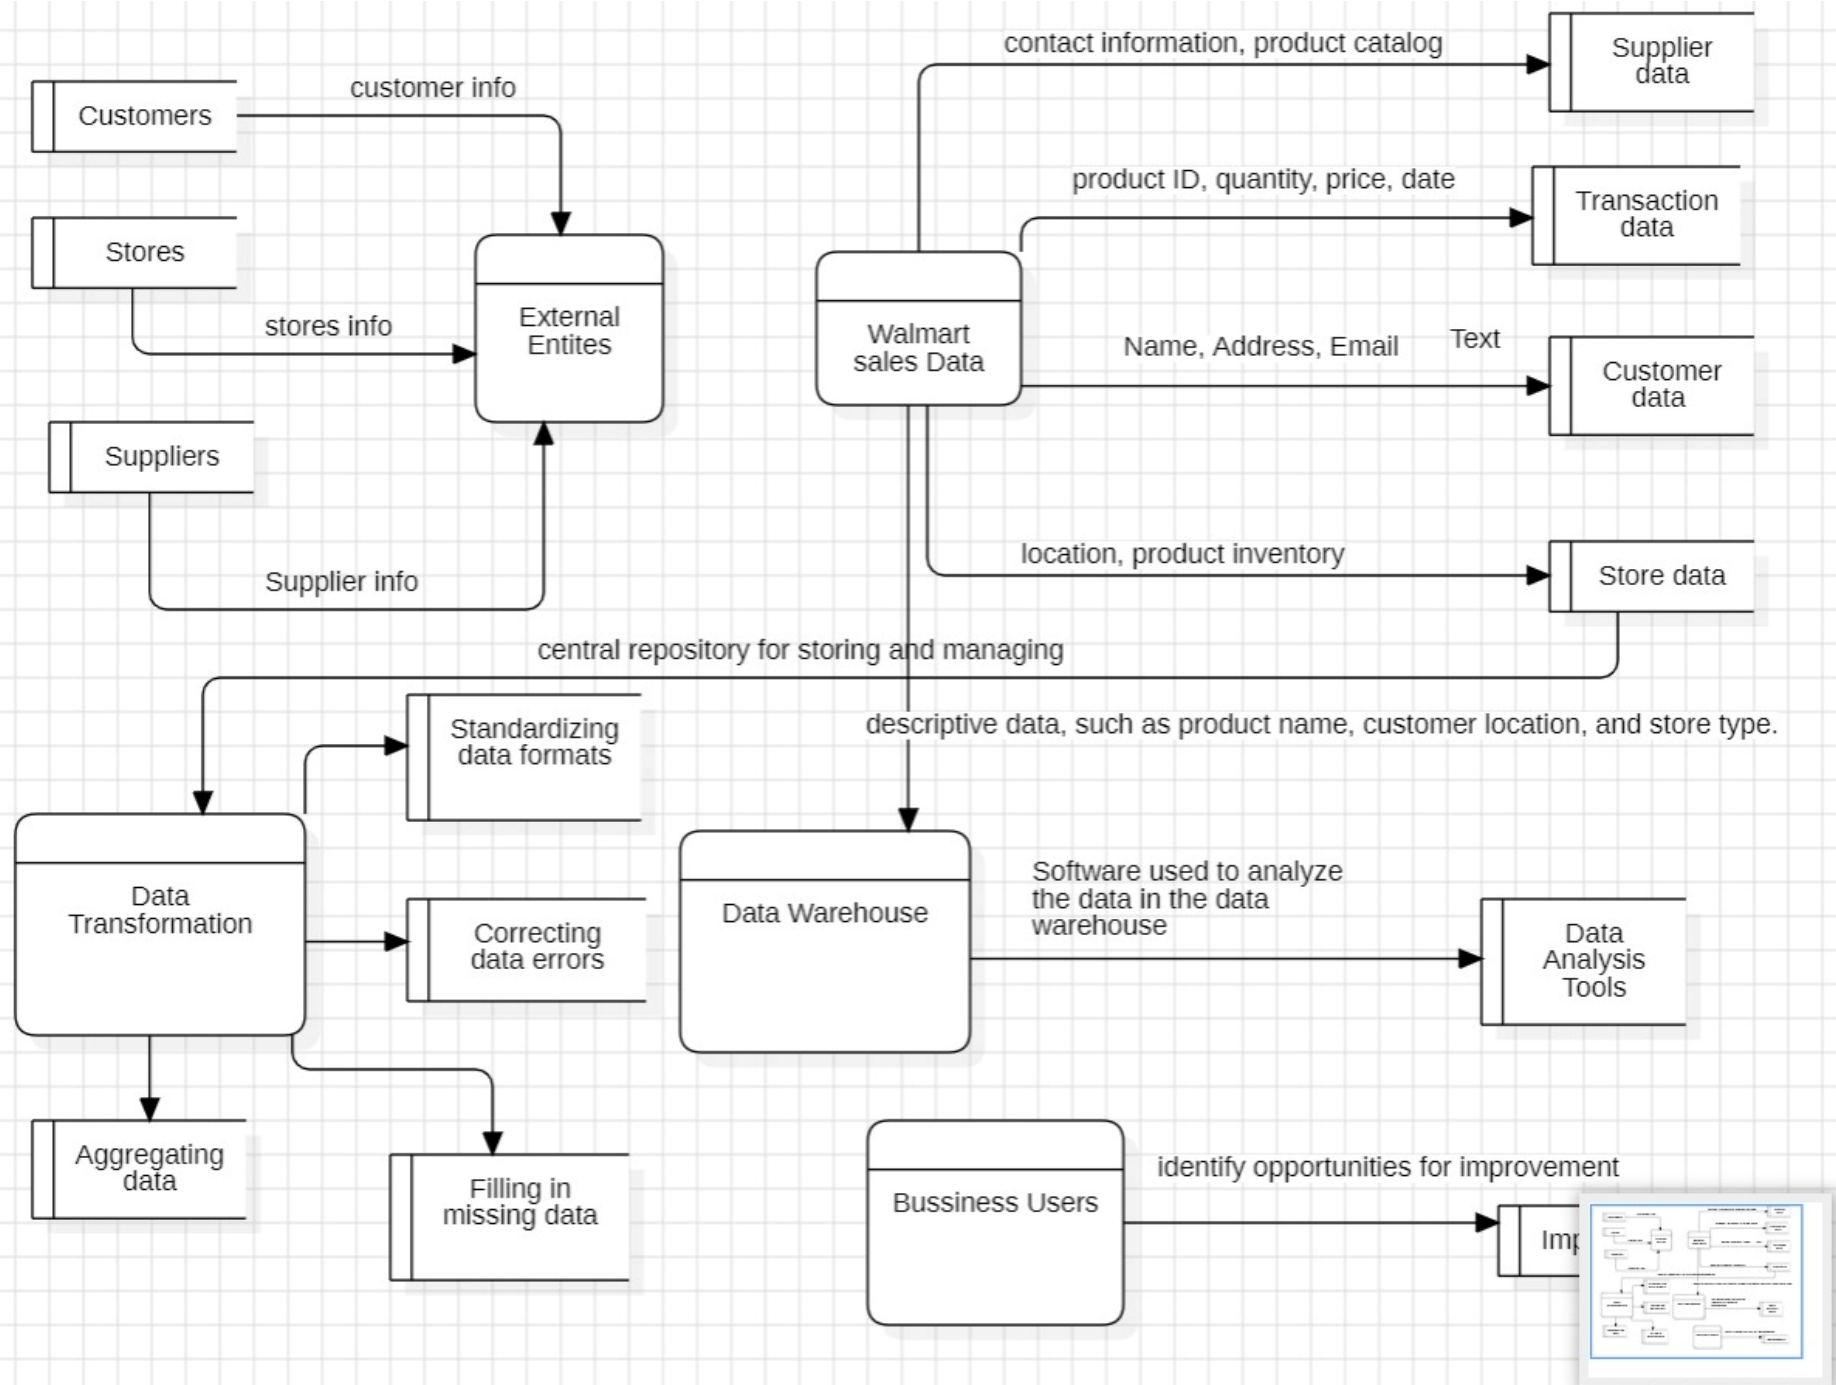 contact information, product catalog
Supplier
data
customer info
Customers
product ID, quantity, price, date
Transaction
data
Stores
stores info
External
Entites
Walmart
sales Data
Name, Address, Email
Text
Customer
data
Suppliers
Supplier info
location, product inventory
Store data
central repository for storing and managing
descriptive data, such as product name, customer location, and store type.
Standardizing
data formats
Data
Transformation
Correcting
data errors
Data Warehouse
Software used to analyze
the data in the data
warehouse
Data
Analysis
Tools
Aggregating
data
Filling in
missing data
Bussiness Users
identify opportunities for improvement